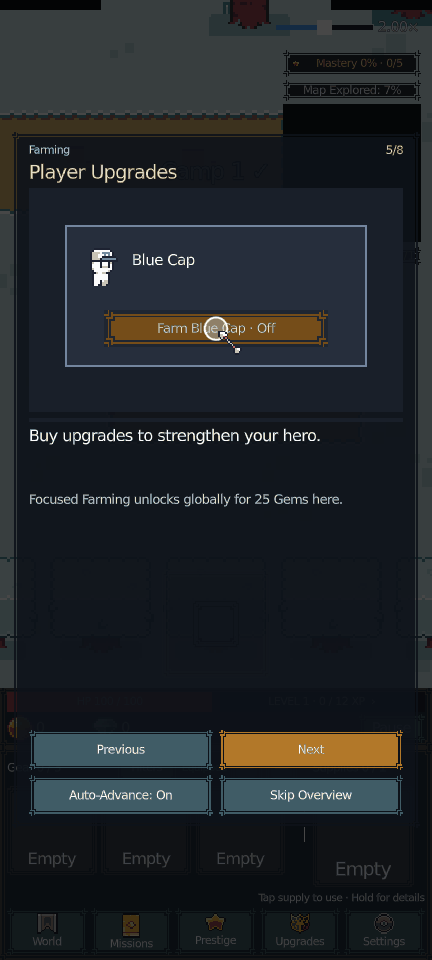 2.00x
Mastery 0% · 0/5
Map Explored: 7%
Farming
5/8
Player Upgrades
Blue Cap
Farm Blue Cap · Off
Buy upgrades to strengthen your hero.
Focused Farming unlocks globally for 25 Gems here.
Previous
Next
Auto-Advance: On
Skip Overview
Empty
Empty
Empty
Empty
Tap supply to use · Hold for details
World
Missions
Prestige
Upgrades
Settings